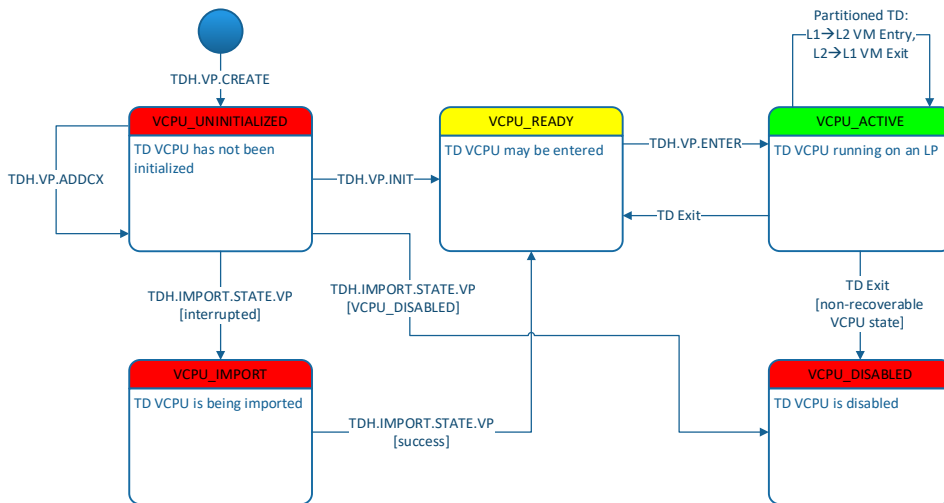 Partitioned TD:
L1→L2 VM Entry,
L2→L1 VM Exit
TDH.VP.CREATE
VCPU_UNINITIALIZED
TD VCPU has not been
initialized
VCPU_READY
TD VCPU may be entered
VCPU_ACTIVE
TD VCPU running on an LP
TDH.VP.ADDCX
TDH.VP.INIT
TDH.VP.ENTER
TD Exit
TDH.IMPORT.STATE.VP
[interrupted]
TDH.IMPORT.STATE.VP
[VCPU_DISABLED]
TD Exit
[non-recoverable
VCPU state]
VCPU_IMPORT
TD VCPU is being imported
TDH.IMPORT.STATE.VP
[success]
VCPU_DISABLED
TD VCPU is disabled